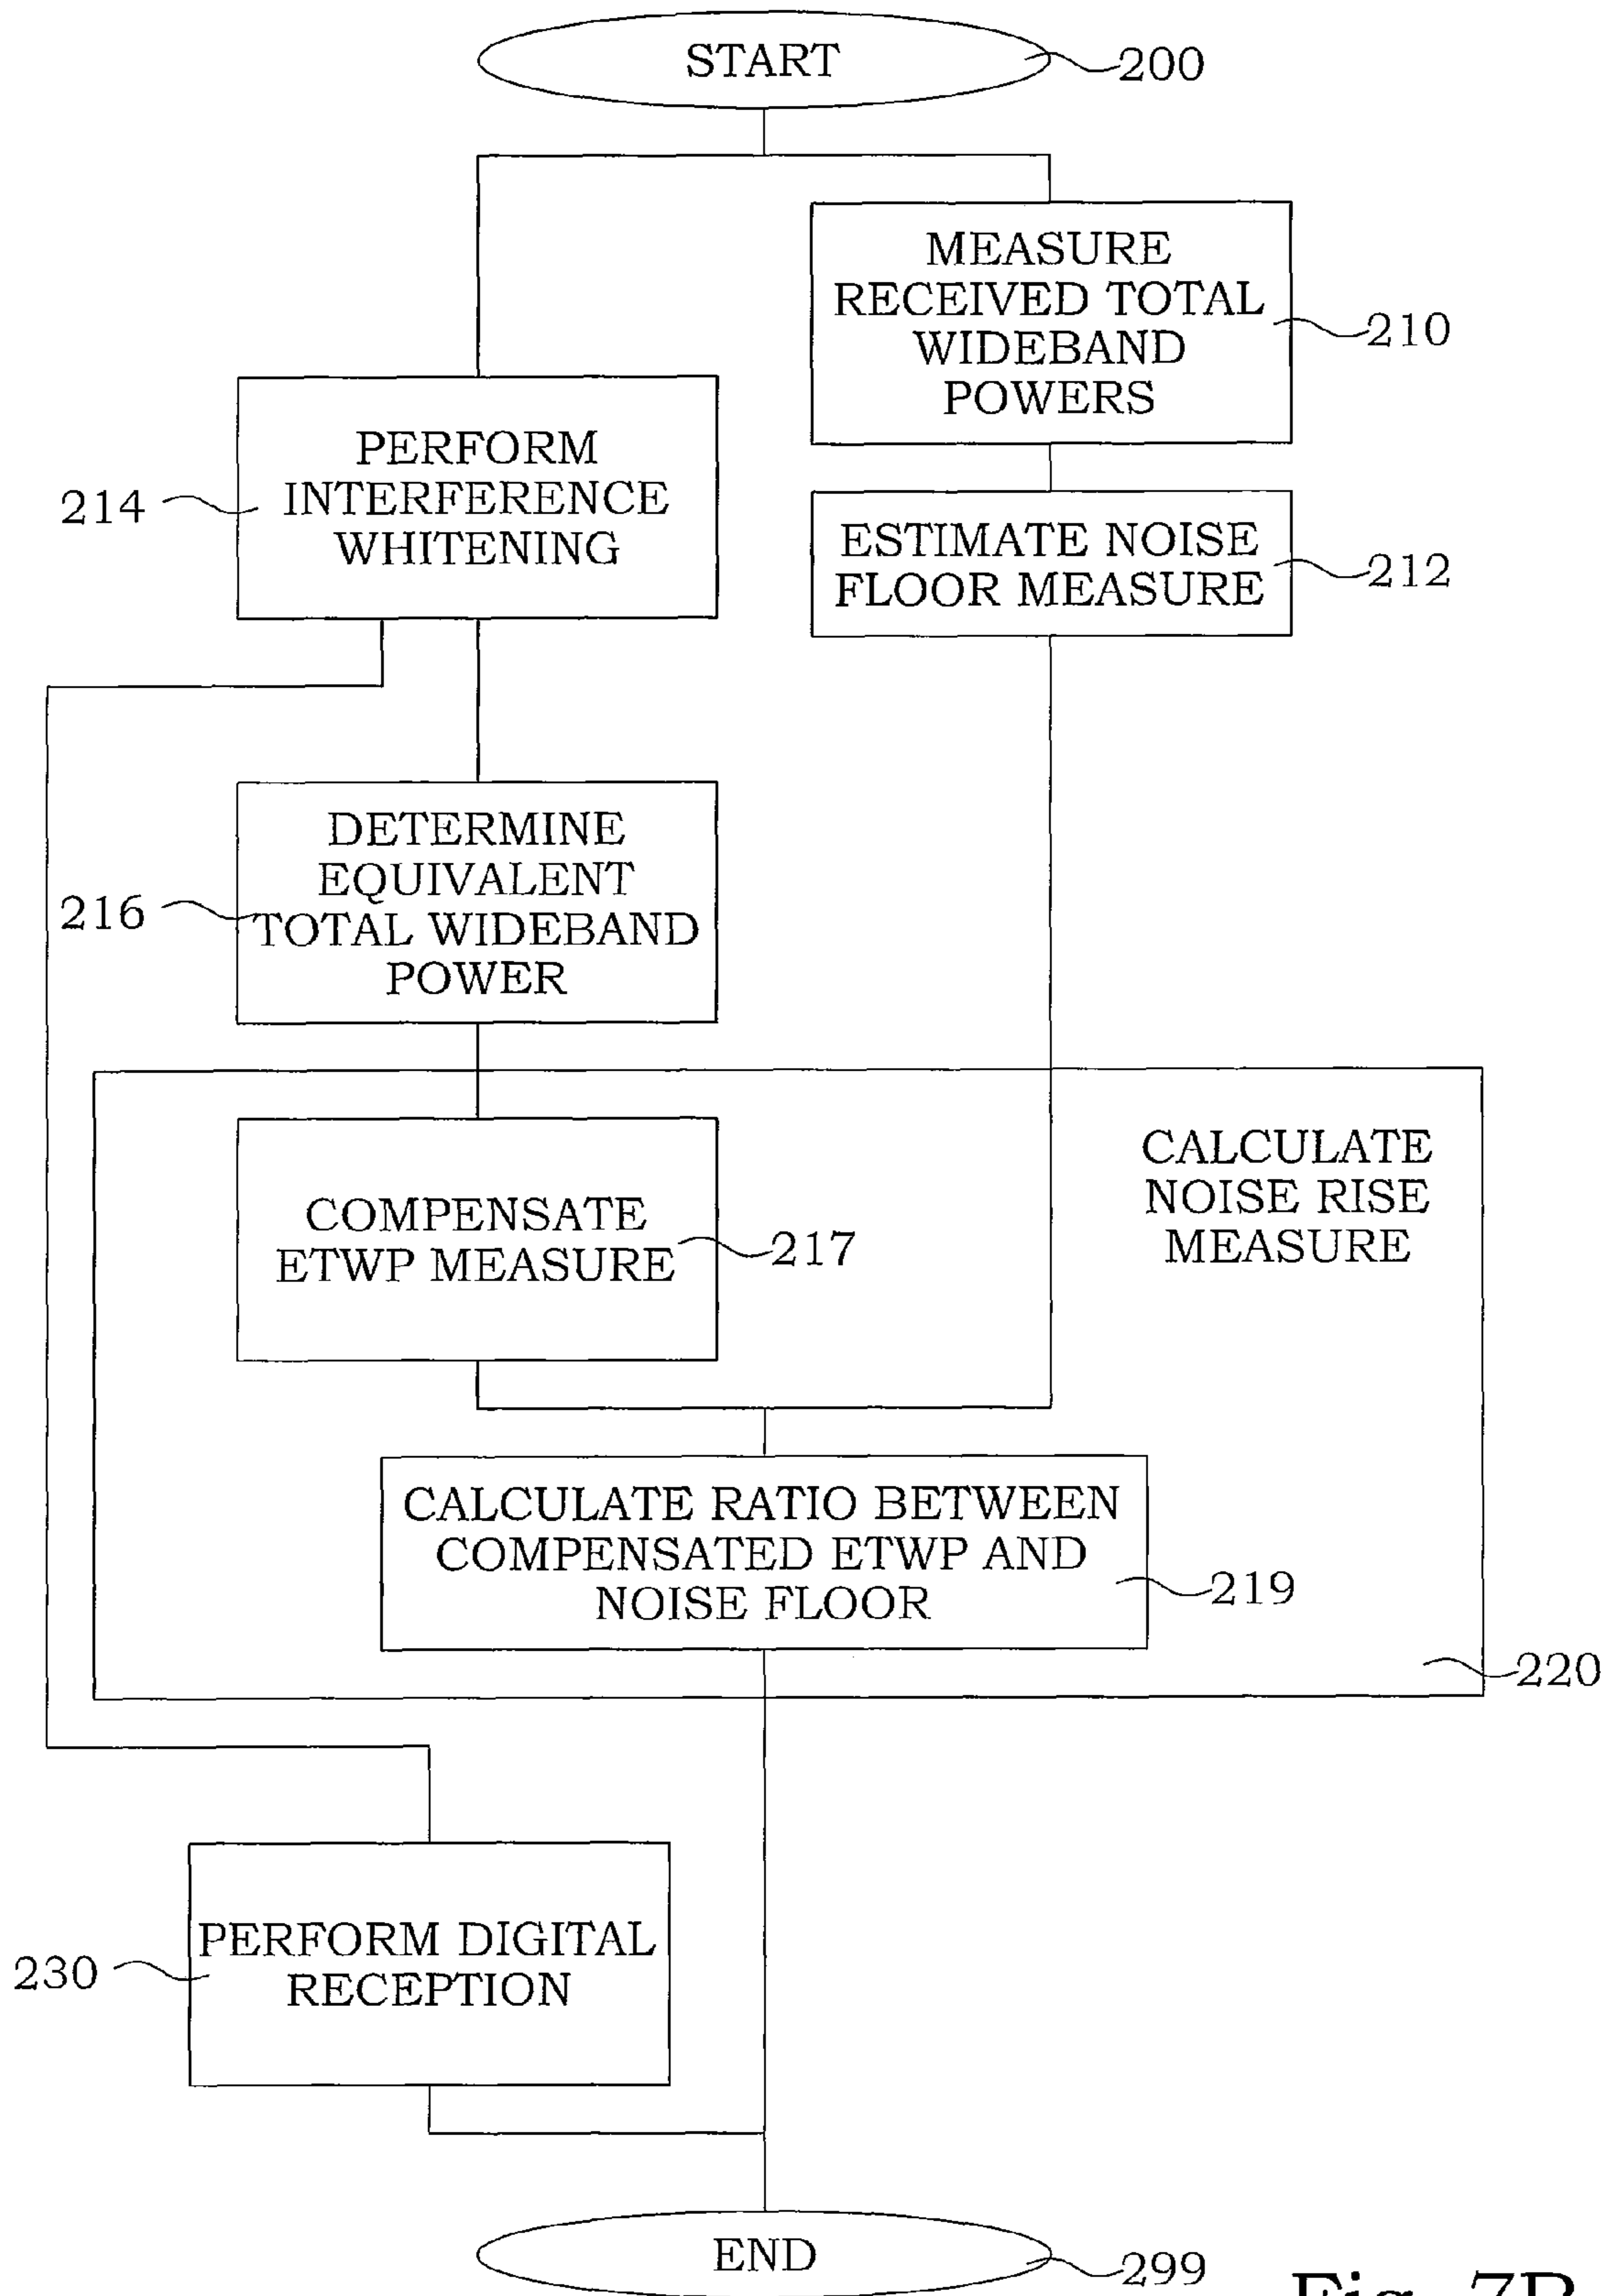 START
200
MEASURE
RECEIVED TOTAL
WIDEBAND
POWERS
210
PERFORM
INTERFERENCE
WHITENING
214
ESTIMATE NOISE
FLOOR MEASURE
212
DETERMINE
EQUIVALENT
TOTAL WIDEBAND
POWER
216
CALCULATE
NOISE RISE
MEASURE
COMPENSATE
ETWP MEASURE
217
CALCULATE RATIO BETWEEN
COMPENSATED ETWP AND
NOISE FLOOR
219
220
PERFORM DIGITAL
RECEPTION
230
END
299
Fig. 7B